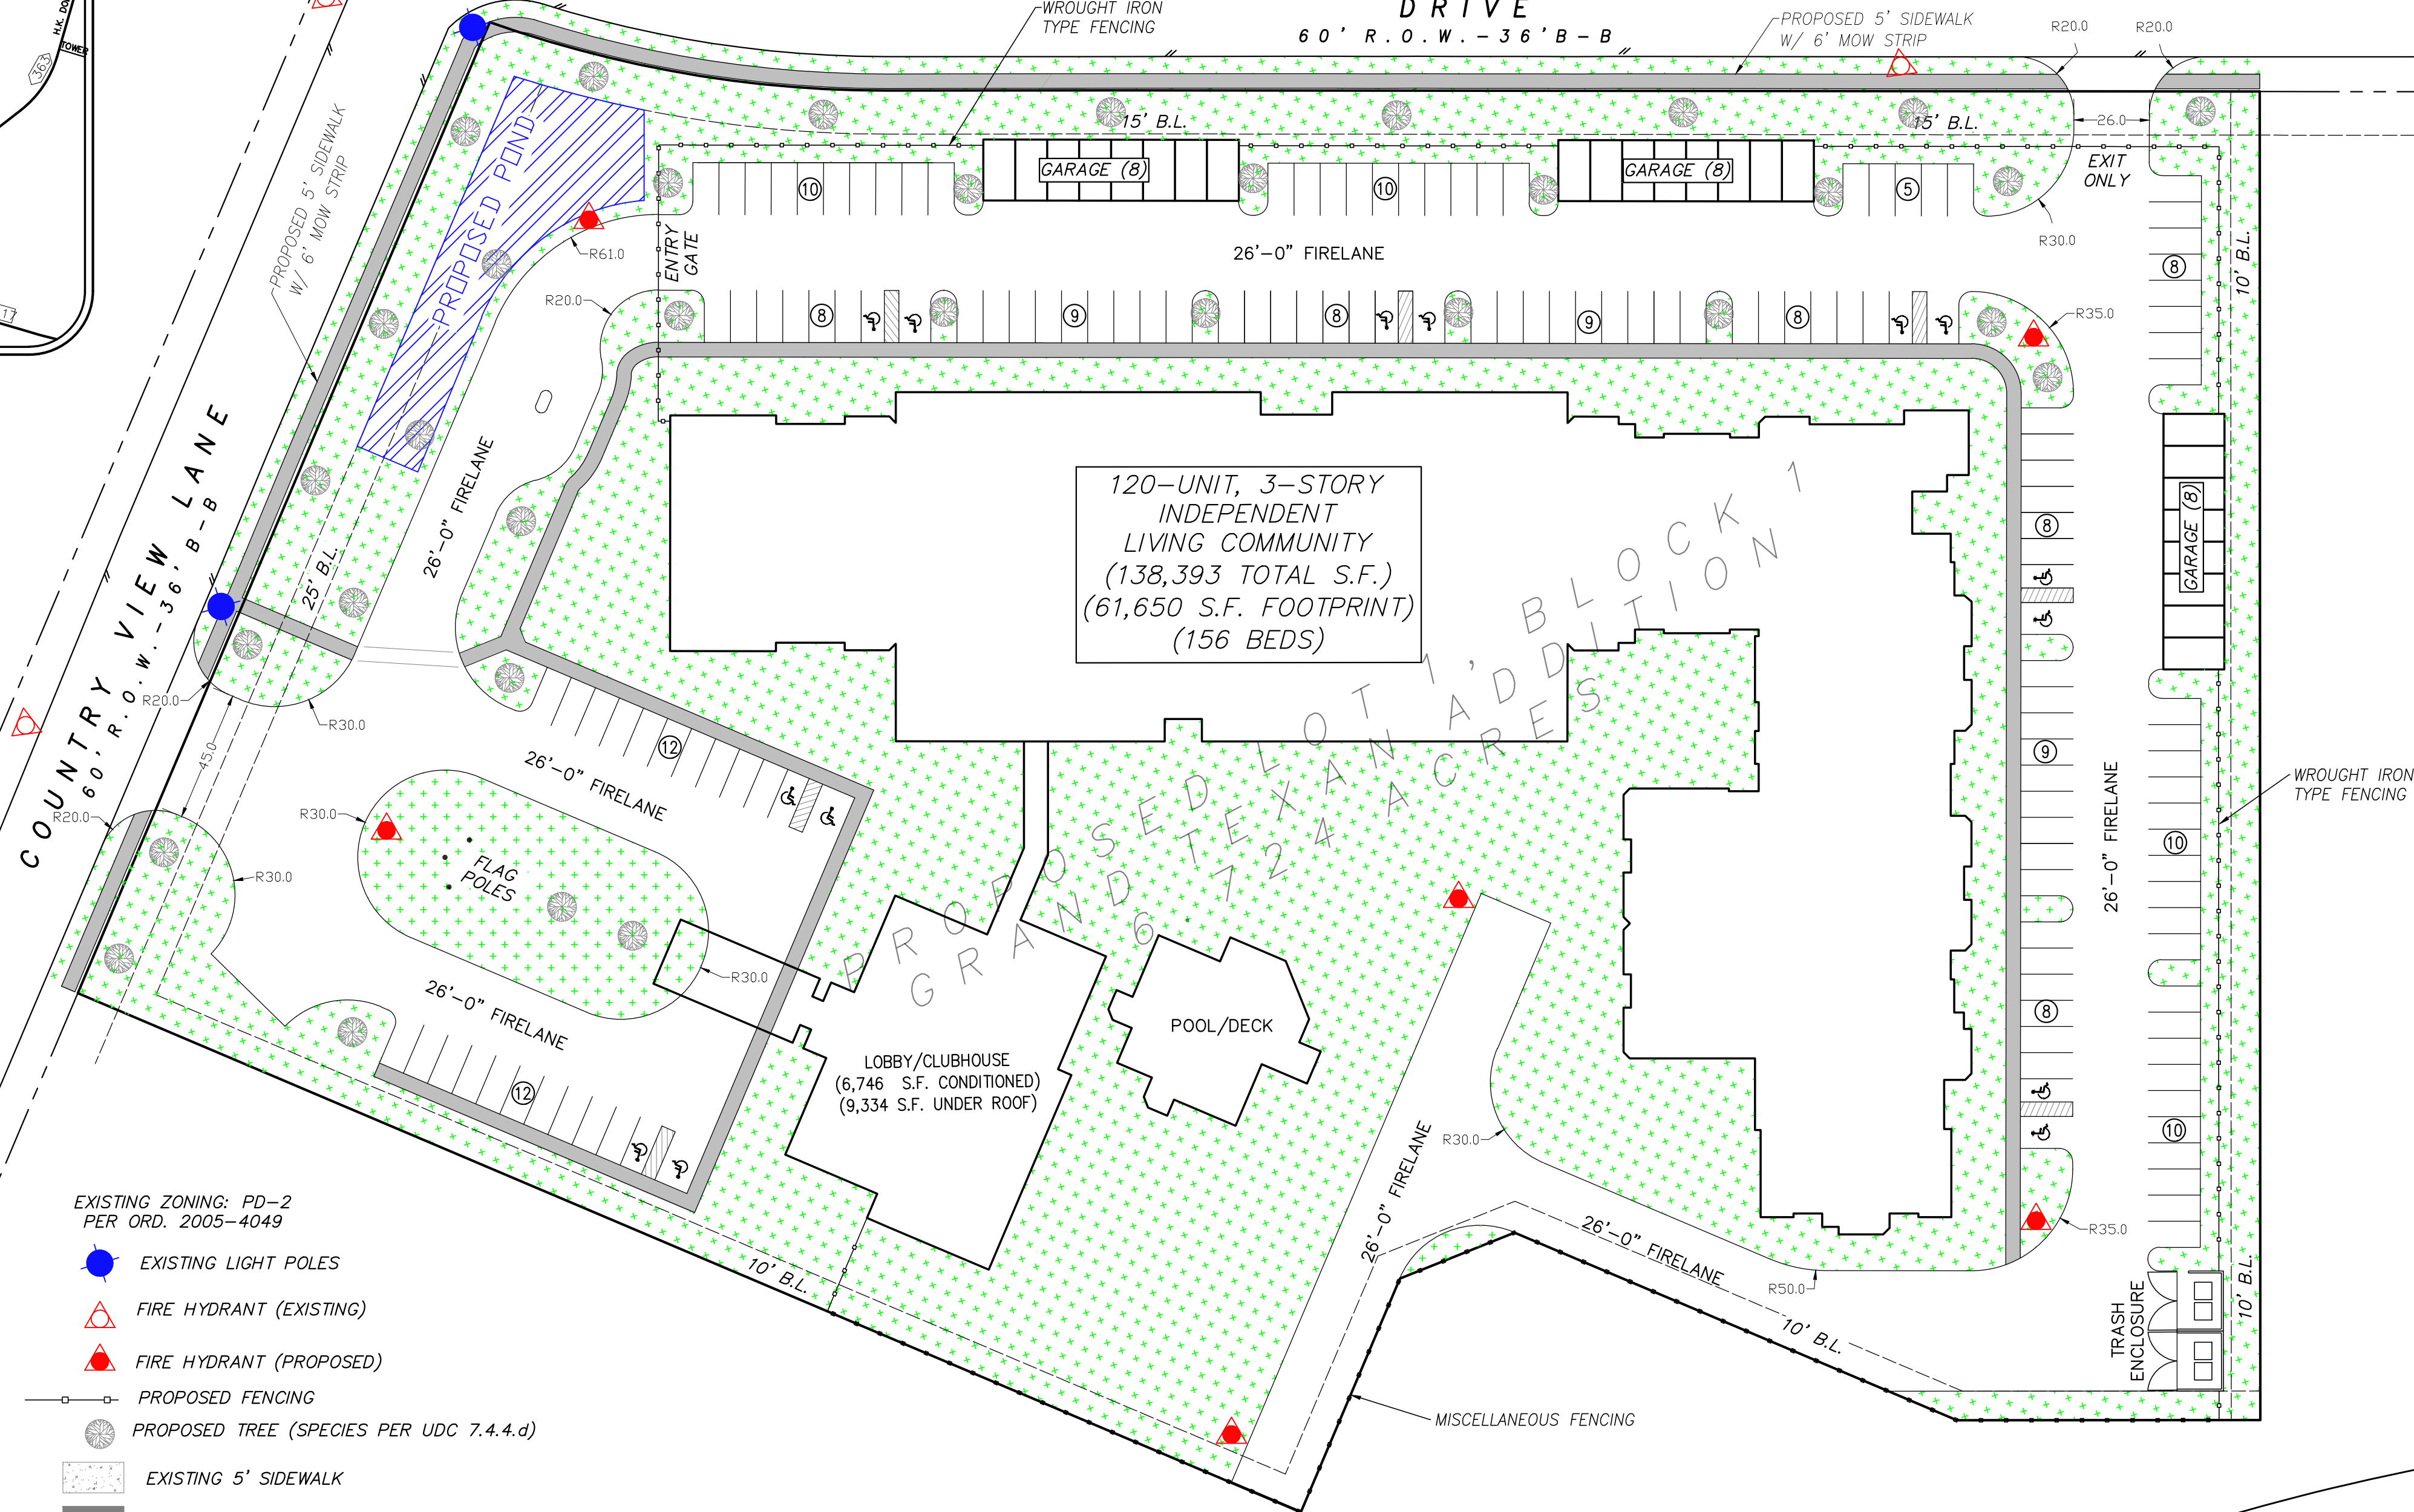 H.K. DO
TOWER
363
17
WROUGHT IRON
TYPE FENCING
DRIVE
60' R.O.W.-36'B-B
PROPOSED 5' SIDEWALK
W/ 6' MOW STRIP
R20.0
R20.0
15' B.L.
15' B.L.
26.0
EXIT
ONLY
PROPOSED 5' SIDEWALK
W/ 6' MOW STRIP
PROPOSED POND
10
GARAGE (8)
10
GARAGE (8)
5
R30.0
R61.0
ENTRY
GATE
26'-0" FIRELANE
8
10' B.L.
R20.0
8
9
8
9
8
R35.0
COUNTRY VIEW LANE
60' R.O.W.-36' B-B
25' B.L.
26'-0" FIRELANE
120-UNIT, 3-STORY
INDEPENDENT
LIVING COMMUNITY
(138,393 TOTAL S.F.)
(61,650 S.F. FOOTPRINT)
(156 BEDS)
PROPOSED LOT 1, BLOCK 1
GRAND TEXAN ADDITION
6.724 ACRES
8
GARAGE (8)
R20.0
R30.0
45.0
12
26'-0" FIRELANE
9
26'-0" FIRELANE
WROUGHT IRON
TYPE FENCING
R20.0
R30.0
R30.0
FLAG
POLES
10
R30.0
26'-0" FIRELANE
12
LOBBY/CLUBHOUSE
(6,746 S.F. CONDITIONED)
(9,334 S.F. UNDER ROOF)
POOL/DECK
8
10
R30.0
26'-0" FIRELANE
26'-0" FIRELANE
R35.0
R50.0
10' B.L.
10' B.L.
10' B.L.
TRASH
ENCLOSURE
MISCELLANEOUS FENCING
EXISTING ZONING: PD-2
PER ORD. 2005-4049
EXISTING LIGHT POLES
FIRE HYDRANT (EXISTING)
FIRE HYDRANT (PROPOSED)
PROPOSED FENCING
PROPOSED TREE (SPECIES PER UDC 7.4.4.d)
EXISTING 5' SIDEWALK